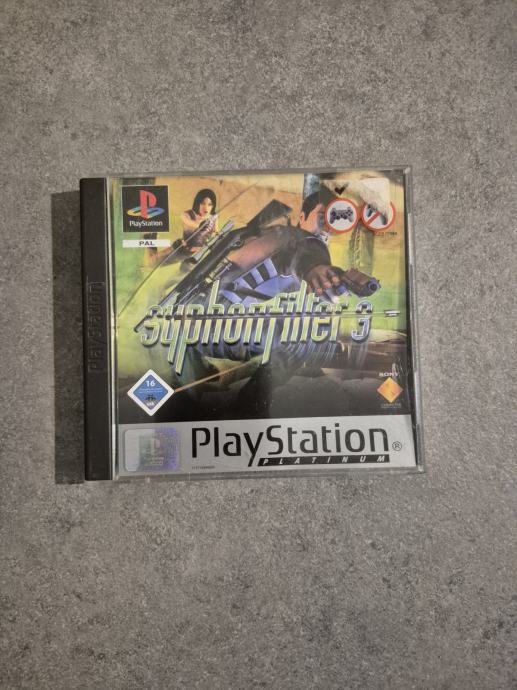 PlayStation
PAL
PlayStation
syphonfilter 3
16
SONY
PlayStation®
PLATINUM